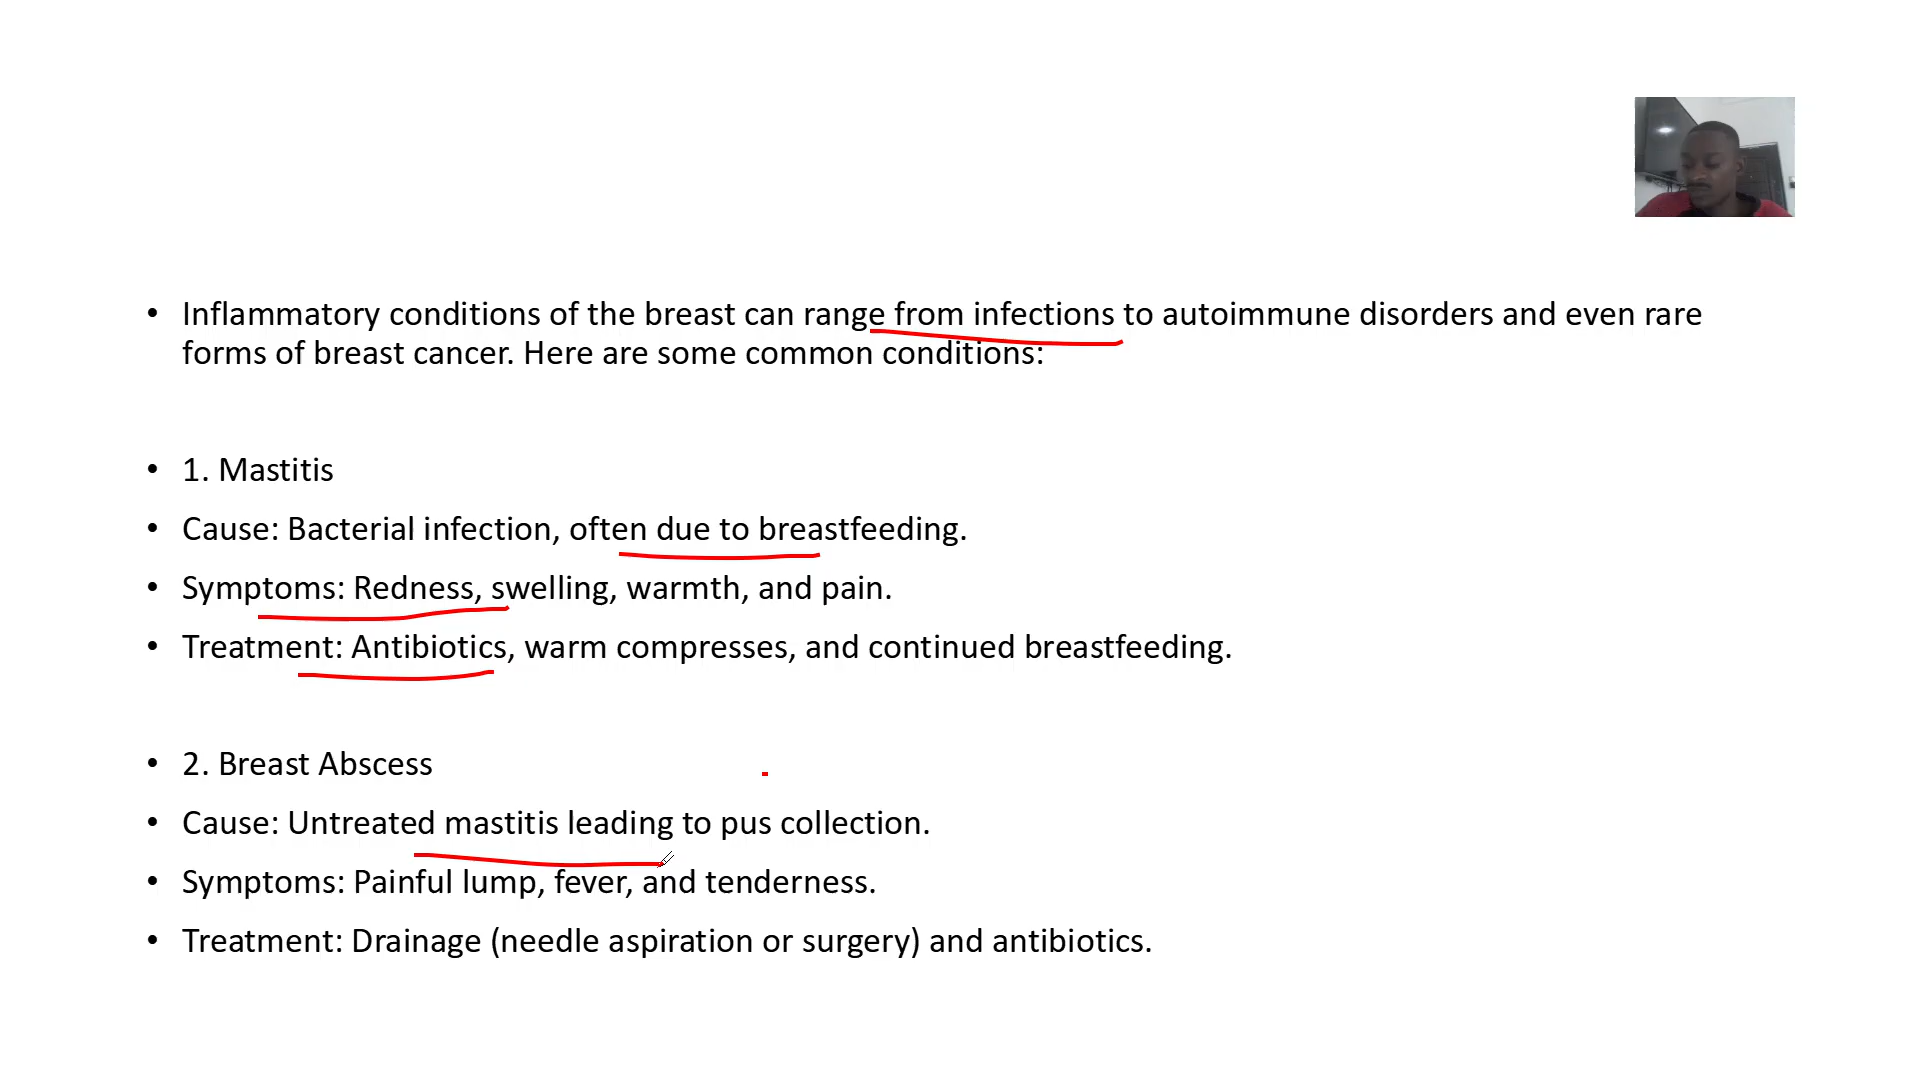 • Inflammatory conditions of the breast can range from infections to autoimmune disorders and even rare
forms of breast cancer. Here are some common conditions:
• 1. Mastitis
• Cause: Bacterial infection, often due to breastfeeding.
• Symptoms: Redness, swelling, warmth, and pain.
• Treatment: Antibiotics, warm compresses, and continued breastfeeding.
• 2. Breast Abscess
• Cause: Untreated mastitis leading to pus collection.
• Symptoms: Painful lump, fever, and tenderness.
• Treatment: Drainage (needle aspiration or surgery) and antibiotics.